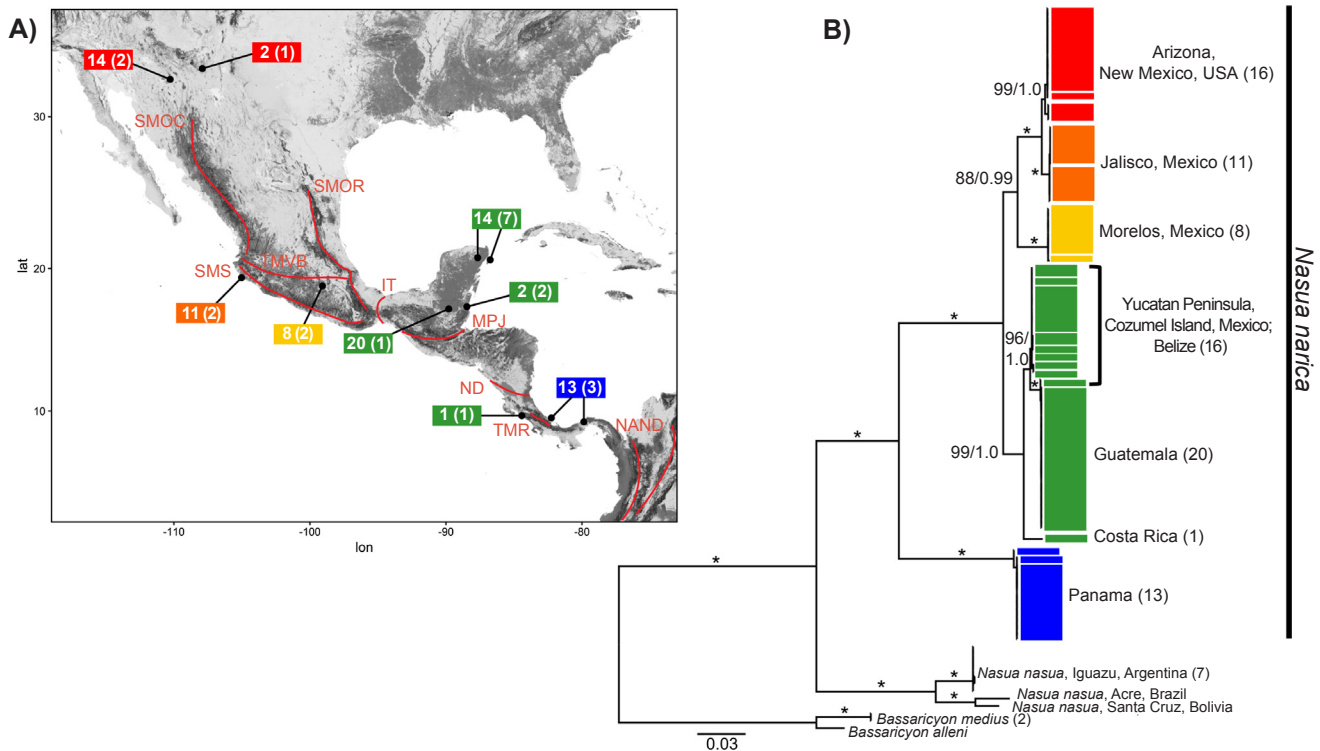 A)
14 (2)
2 (1)
SMOC
SMOR
14 (7)
SMS
TMVB
IT
2 (2)
11 (2)
8 (2)
20 (1)
MPJ
ND
13 (3)
1 (1)
TMR
NAND
lat
30
20
10
-110
-100
-90
-80
lon
B)
Arizona,
New Mexico, USA (16)
99/1.0
*
Jalisco, Mexico (11)
*
88/0.99
Morelos, Mexico (8)
*
Yucatan Peninsula,
Cozumel Island, Mexico;
Belize (16)
96/
1.0
*
*
Guatemala (20)
*
99/1.0
Costa Rica (1)
*
Panama (13)
*
Nasua narica
Nasua nasua, Iguazu, Argentina (7)
*
*
*
Nasua nasua, Acre, Brazil
Nasua nasua, Santa Cruz, Bolivia
*
Bassaricyon medius (2)
Bassaricyon alleni
0.03